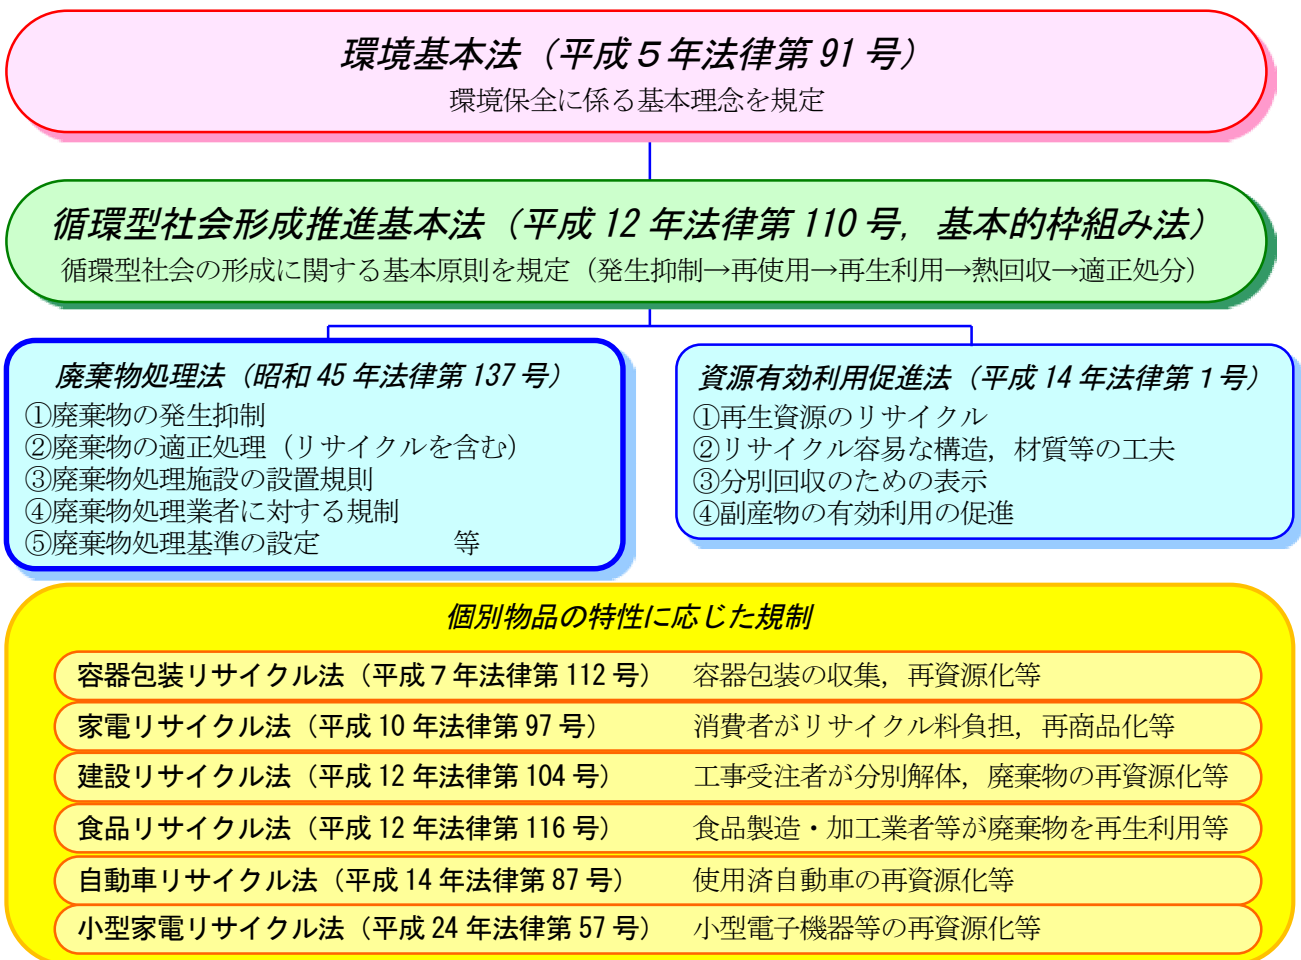 環境基本法（平成５年法律第 91 号）
環境保全に係る基本理念を規定
循環型社会形成推進基本法（平成 12 年法律第 110 号，基本的枠組み法）
循環型社会の形成に関する基本原則を規定（発生抑制→再使用→再生利用→熱回収→適正処分）
廃棄物処理法（昭和 45 年法律第 137 号）
①廃棄物の発生抑制
②廃棄物の適正処理（リサイクルを含む）
③廃棄物処理施設の設置規則
④廃棄物処理業者に対する規制
⑤廃棄物処理基準の設定　　　　　等
資源有効利用促進法（平成 14 年法律第１号）
①再生資源のリサイクル
②リサイクル容易な構造，材質等の工夫
③分別回収のための表示
④副産物の有効利用の促進
個別物品の特性に応じた規制
容器包装リサイクル法（平成７年法律第 112 号）　容器包装の収集，再資源化等
家電リサイクル法（平成 10 年法律第 97 号）　消費者がリサイクル料負担，再商品化等
建設リサイクル法（平成 12 年法律第 104 号）　工事受注者が分別解体，廃棄物の再資源化等
食品リサイクル法（平成 12 年法律第 116 号）　食品製造・加工業者等が廃棄物を再生利用等
自動車リサイクル法（平成 14 年法律第 87 号）　使用済自動車の再資源化等
小型家電リサイクル法（平成 24 年法律第 57 号）　小型電子機器等の再資源化等